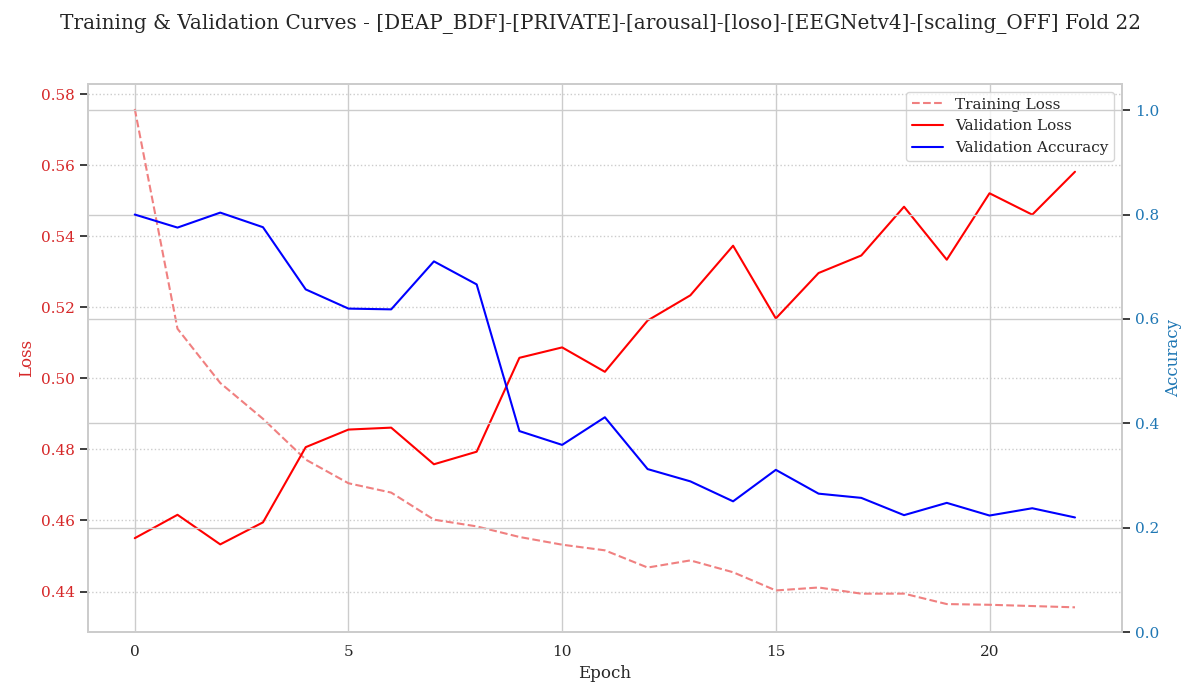 Training & Validation Curves - [DEAP_BDF]-[PRIVATE]-[arousal]-[loso]-[EEGNetv4]-[scaling_OFF] Fold 22
Training Loss
Validation Loss
Validation Accuracy
0.58
0.56
0.54
0.52
0.50
0.48
0.46
0.44
Loss
1.0
0.8
0.6
0.4
0.2
0.0
Accuracy
0 5 10 15 20
Epoch